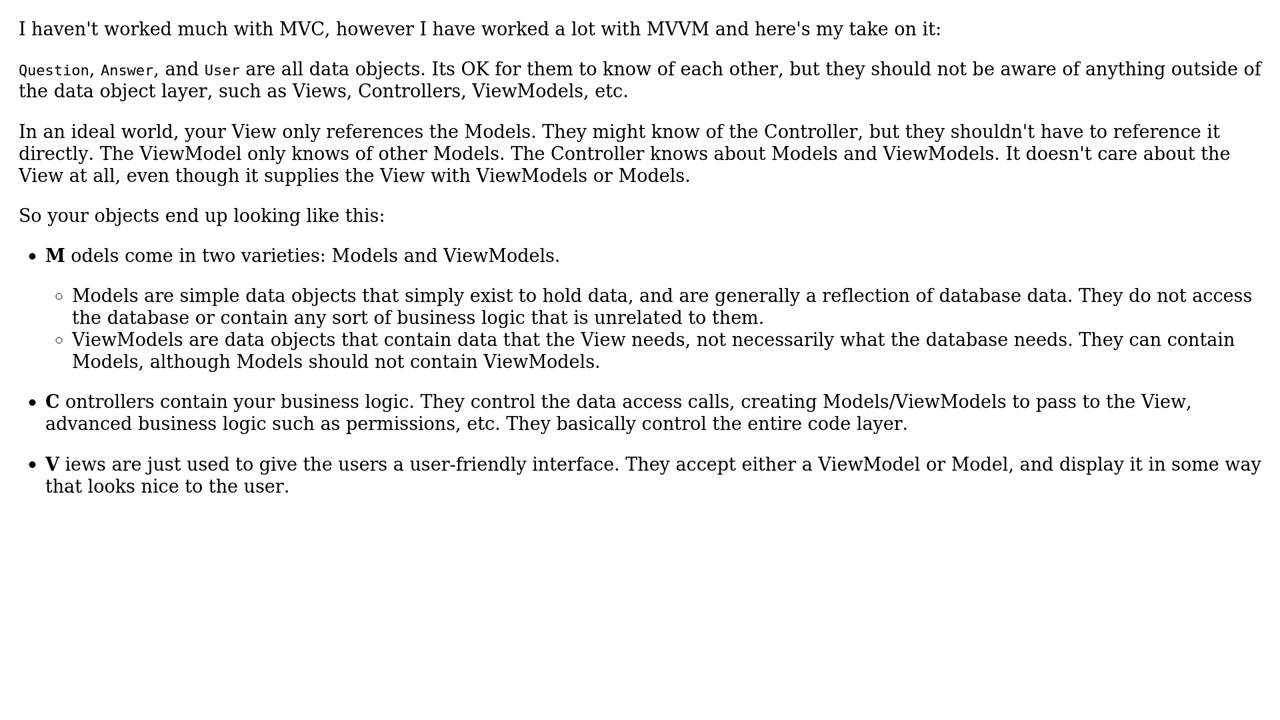 I haven't worked much with MVC, however I have worked a lot with MVVM and here's my take on it:
Question, Answer, and User are all data objects. Its OK for them to know of each other, but they should not be aware of anything outside of
the data object layer, such as Views, Controllers, ViewModels, etc.
In an ideal world, your View only references the Models. They might know of the Controller, but they shouldn't have to reference it
directly. The ViewModel only knows of other Models. The Controller knows about Models and ViewModels. It doesn't care about the
View at all, even though it supplies the View with ViewModels or Models.
So your objects end up looking like this:
• M odels come in two varieties: Models and ViewModels.
◦ Models are simple data objects that simply exist to hold data, and are generally a reflection of database data. They do not access
the database or contain any sort of business logic that is unrelated to them.
◦ ViewModels are data objects that contain data that the View needs, not necessarily what the database needs. They can contain
Models, although Models should not contain ViewModels.
• C ontrollers contain your business logic. They control the data access calls, creating Models/ViewModels to pass to the View,
advanced business logic such as permissions, etc. They basically control the entire code layer.
• V iews are just used to give the users a user-friendly interface. They accept either a ViewModel or Model, and display it in some way
that looks nice to the user.